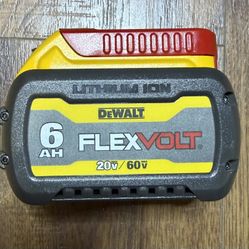 LITHIUM ION
DEWALT
6
AH
FLEXVOLT
20V / 60V